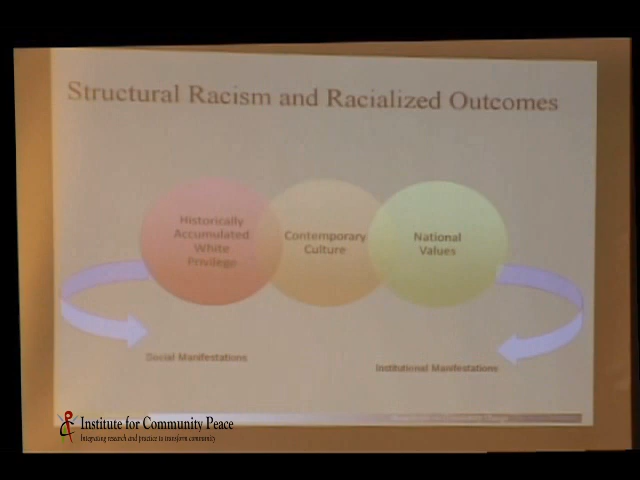 Structural Racism and Racialized Outcomes
Historically
Accumulated
White
Privilege
Contemporary
Culture
National
Values
Social Manifestations
Institutional Manifestations
Institute for Community Peace
Integrating research and practice to transform community